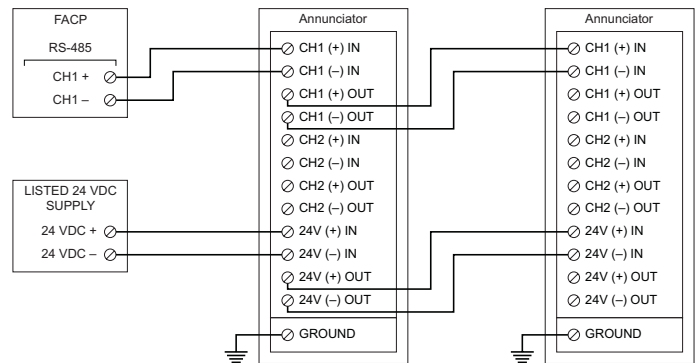 FACP
RS-485
CH1 +
CH1 –
LISTED 24 VDC
SUPPLY
24 VDC +
24 VDC –
Annunciator
CH1 (+) IN
CH1 (–) IN
CH1 (+) OUT
CH1 (–) OUT
CH2 (+) IN
CH2 (–) IN
CH2 (+) OUT
CH2 (–) OUT
24V (+) IN
24V (–) IN
24V (+) OUT
24V (–) OUT
GROUND
Annunciator
CH1 (+) IN
CH1 (–) IN
CH1 (+) OUT
CH1 (–) OUT
CH2 (+) IN
CH2 (–) IN
CH2 (+) OUT
CH2 (–) OUT
24V (+) IN
24V (–) IN
24V (+) OUT
24V (–) OUT
GROUND